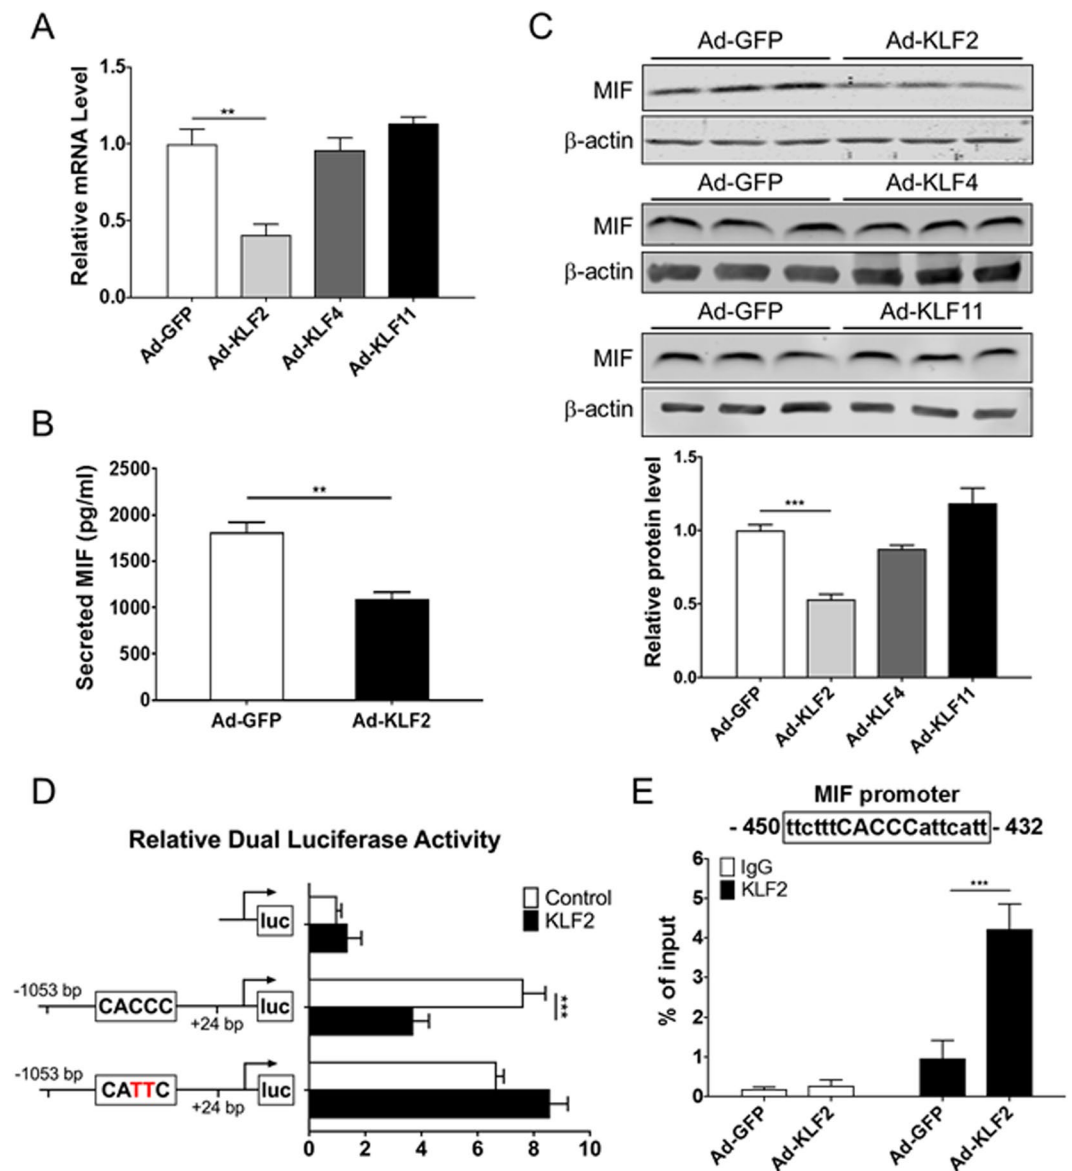 A
Relative mRNA Level
1.5
1.0
0.5
0.0
**
Ad-GFP
Ad-KLF2
Ad-KLF4
Ad-KLF11
B
Secreted MIF (pg/ml)
2500
2000
1500
1000
500
0
**
Ad-GFP
Ad-KLF2
C
Ad-GFP Ad-KLF2
MIF
β-actin
Ad-GFP Ad-KLF4
MIF
β-actin
Ad-GFP Ad-KLF11
MIF
β-actin
Relative protein level
1.5
1.0
0.5
0.0
***
Ad-GFP
Ad-KLF2
Ad-KLF4
Ad-KLF11
D
Relative Dual Luciferase Activity
Control
KLF2
luc
-1053 bp
CACCC
+24 bp
luc
***
-1053 bp
CATTC
+24 bp
luc
0 2 4 6 8 10
E
MIF promoter
- 450 ttctttCACCCattcatt - 432
IgG
KLF2
% of input
6
5
4
3
2
1
0
***
Ad-GFP
Ad-KLF2
Ad-GFP
Ad-KLF2